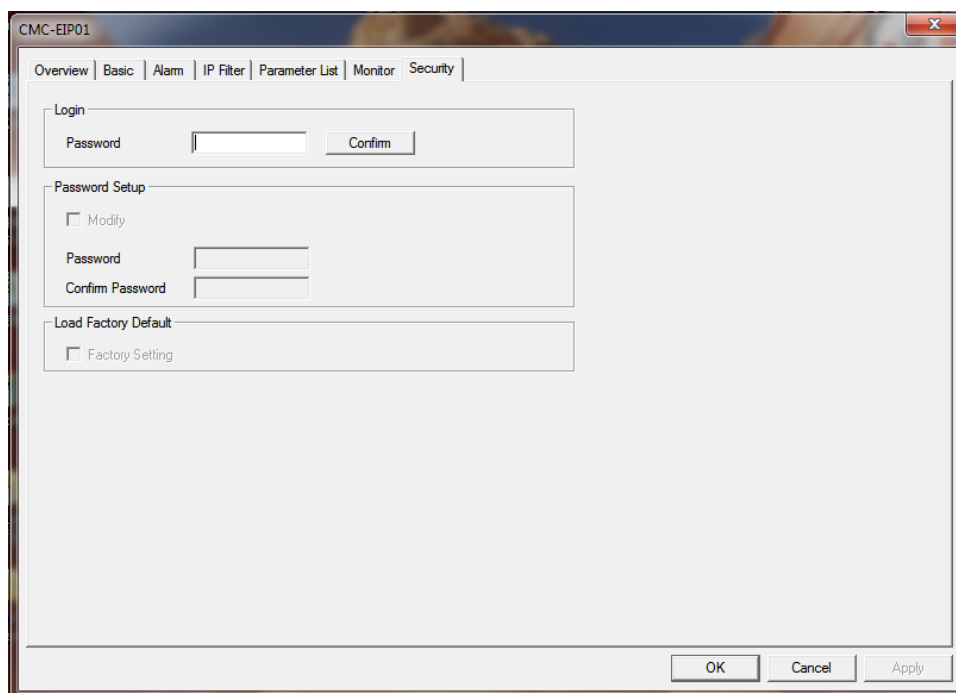 CMC-EIP01
Overview Basic Alarm IP Filter Parameter List Monitor Security
Login
Password Confirm
Password Setup
Modify
Password
Confirm Password
Load Factory Default
Factory Setting
OK Cancel Apply